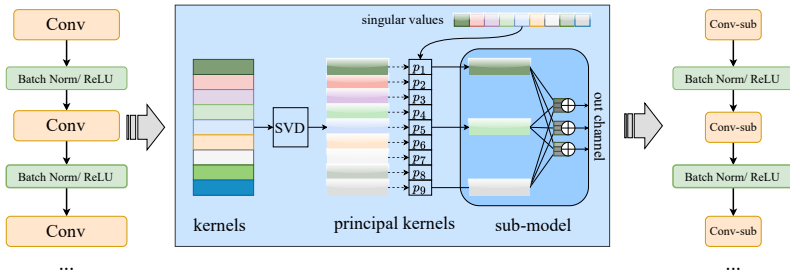 Conv
Batch Norm/ ReLU
Conv
Batch Norm/ ReLU
Conv
...
singular values
kernels
SVD
p1
p2
p3
p4
p5
p6
p7
p8
p9
principal kernels
sub-model
out channel
Conv-sub
Batch Norm/ ReLU
Conv-sub
Batch Norm/ ReLU
Conv-sub
...